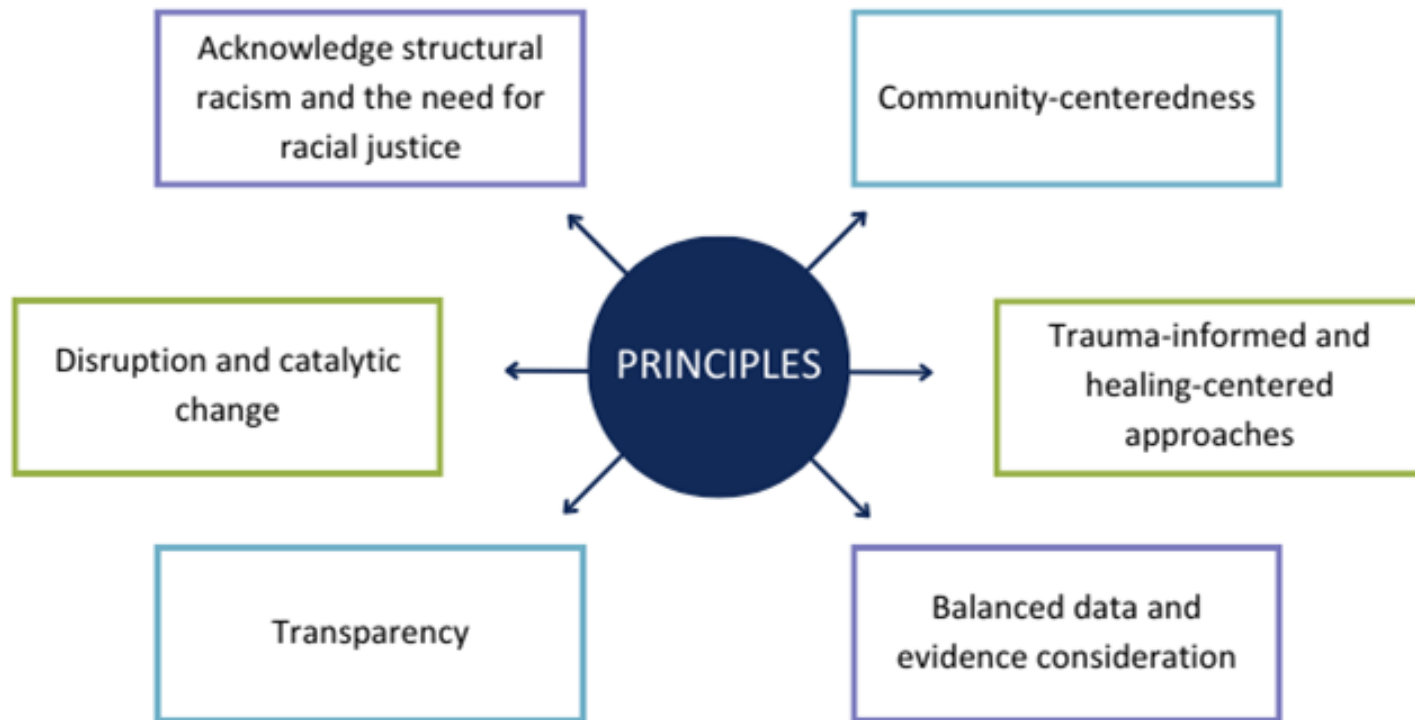 Acknowledge structural
racism and the need for
racial justice
Community-centeredness
Disruption and catalytic
change
PRINCIPLES
Trauma-informed and
healing-centered
approaches
Transparency
Balanced data and
evidence consideration